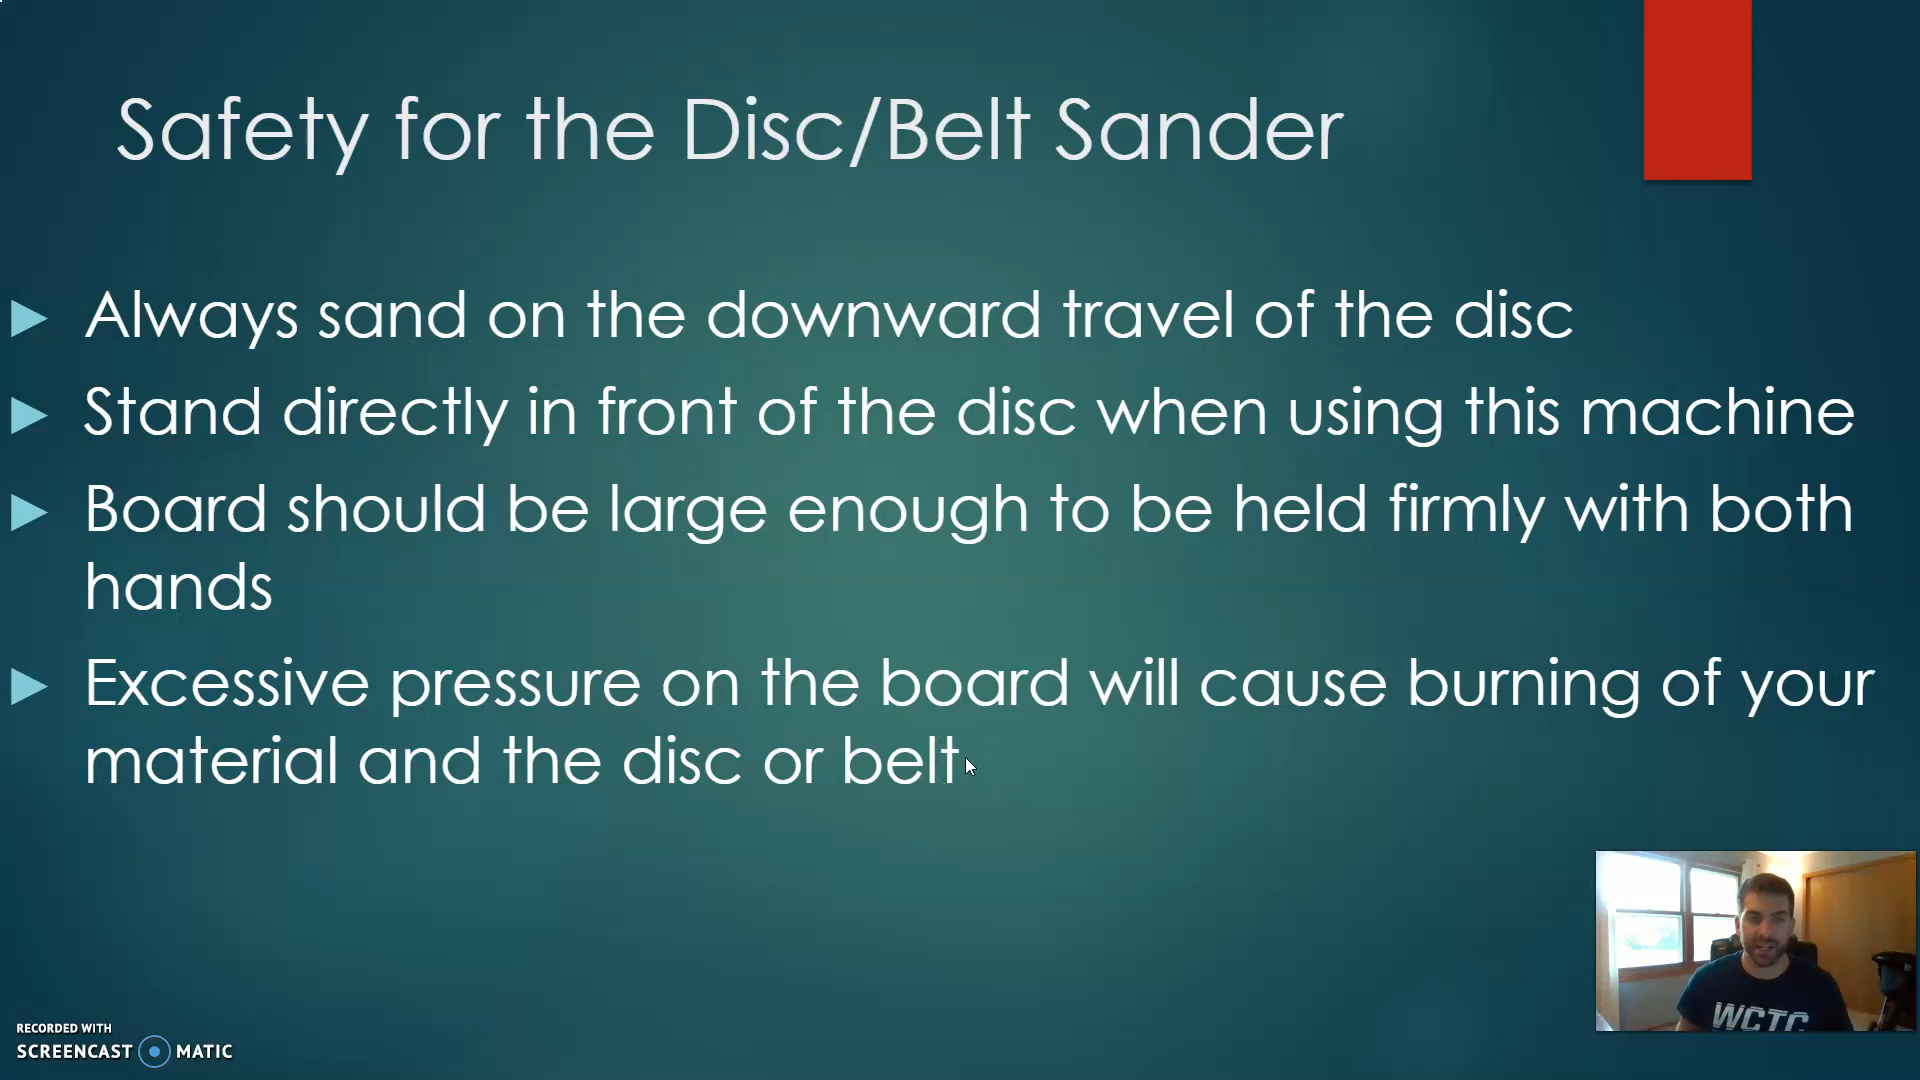 Safety for the Disc/Belt Sander
Always sand on the downward travel of the disc
Stand directly in front of the disc when using this machine
Board should be large enough to be held firmly with both
hands
Excessive pressure on the board will cause burning of your
material and the disc or belt
WCTC
RECORDED WITH
SCREENCAST MATIC